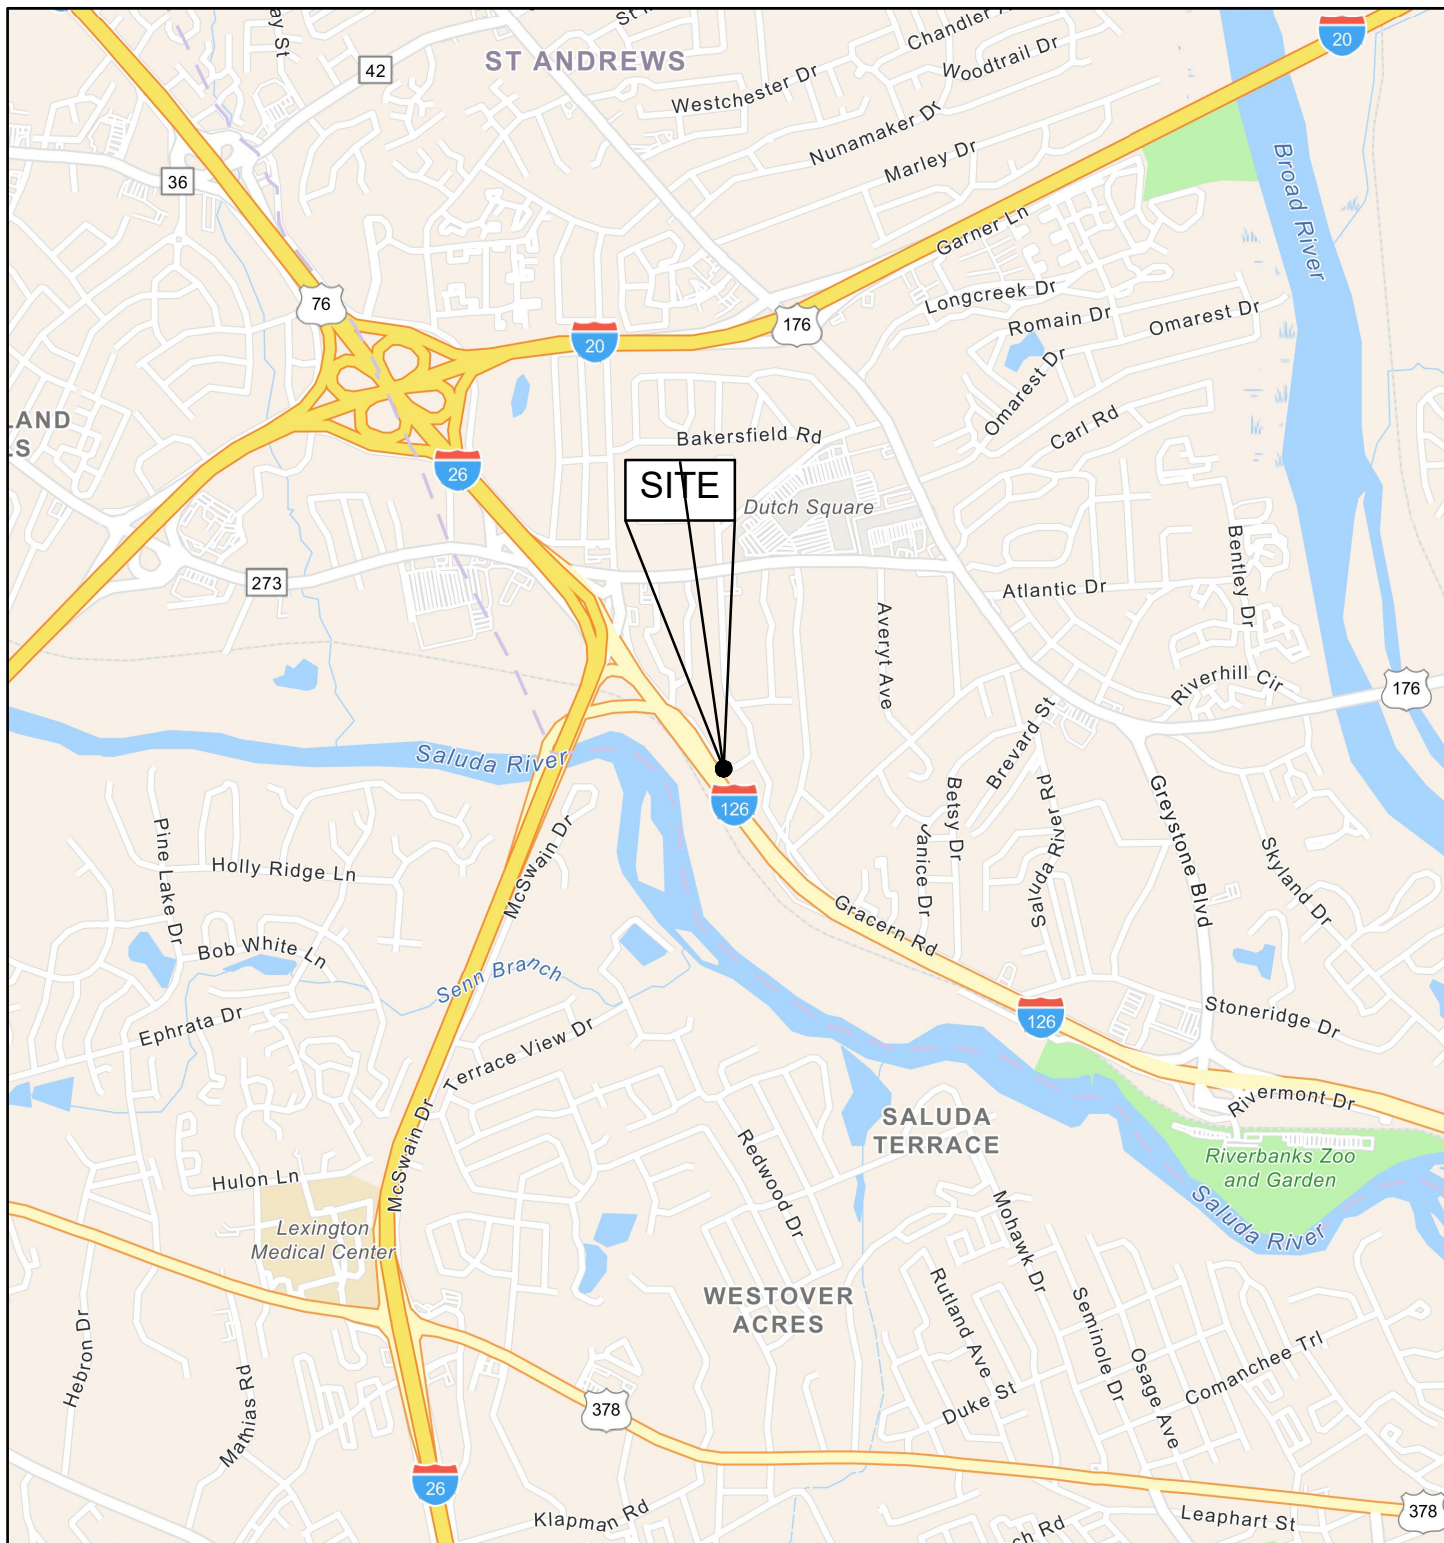 ay St
Chandler
20
42
ST ANDREWS
Woodtrail Dr
Westchester Dr
Nunamaker Dr
Marley Dr
36
Broad River
Garner Ln
76
Longcreek Dr
176
Romain Dr
Omarest Dr
20
Omarest Dr
LAND
LS
Bakersfield Rd
Carl Rd
26
SITE
Dutch Square
273
Atlantic Dr
Bentley Dr
Averyt Ave
Riverhill Cir
176
Brevard St
Saluda River
126
Betsy Dr
Janice Dr
Saluda River Rd
Greystone Blvd
Skyland Dr
Pine Lake Dr
Holly Ridge Ln
McSwain Dr
Gracern Rd
Bob White Ln
Senn Branch
Ephrata Dr
Terrace View Dr
126
Stoneridge Dr
Rivermont Dr
SALUDA
TERRACE
McSwain Dr
Redwood Dr
Riverbanks Zoo
and Garden
Hulon Ln
Saluda River
Lexington
Medical Center
Mohawk Dr
WESTOVER
ACRES
Rutland Ave
Seminole Dr
Osage Ave
Comanchee Trl
Hebron Dr
Mathias Rd
378
Duke St
26
Klapman Rd
ch Rd
Leaphart St
378